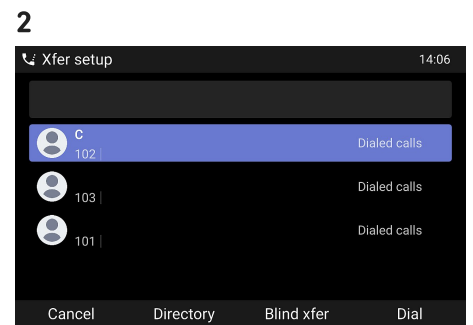 2
Xfer setup 14:06
C
102 | Dialed calls
103 | Dialed calls
101 | Dialed calls
Cancel Directory Blind xfer Dial